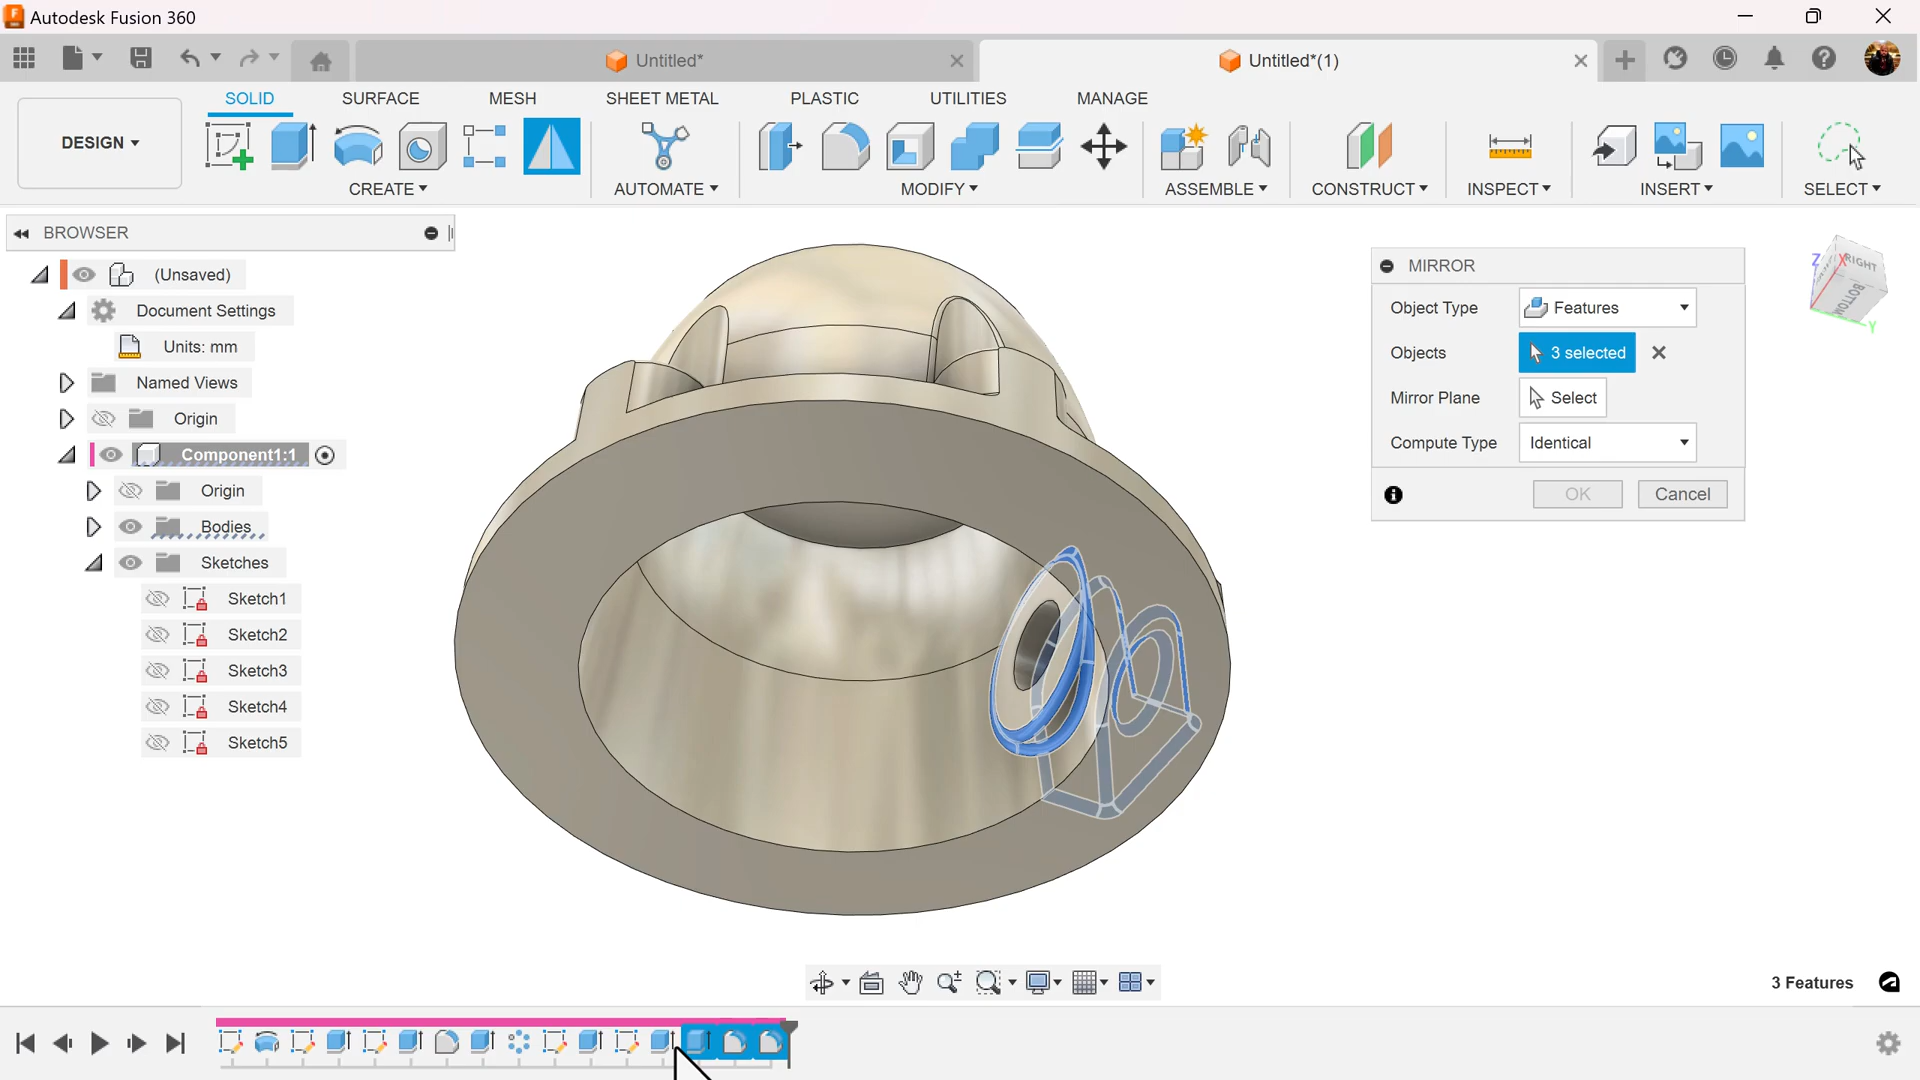 Autodesk Fusion 360
Untitled*
Untitled*(1)
SOLID SURFACE MESH SHEET METAL PLASTIC UTILITIES MANAGE
DESIGN
CREATE AUTOMATE MODIFY ASSEMBLE CONSTRUCT INSPECT INSERT SELECT
BROWSER
(Unsaved)
Document Settings
Units: mm
Named Views
Origin
Component1:1
Origin
Bodies
Sketches
Sketch1
Sketch2
Sketch3
Sketch4
Sketch5
MIRROR
Object Type Features
Objects 3 selected
Mirror Plane Select
Compute Type Identical
OK Cancel
Z X RIGHT
BOTTOM
Y
3 Features